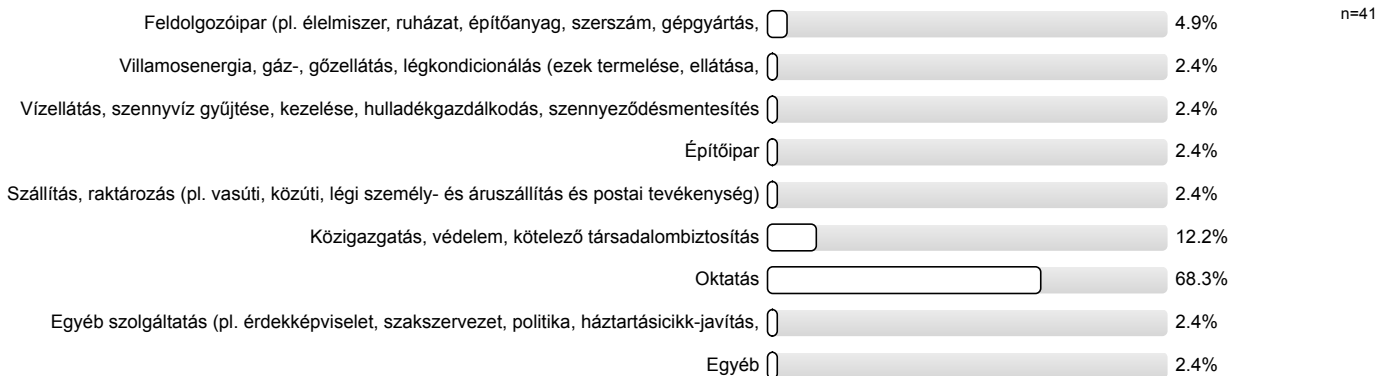 Feldolgozóipar (pl. élelmiszer, ruházat, építőanyag, szerszám, gépgyártás, 4.9% n=41
Villamosenergia, gáz-, gőzellátás, légkondicionálás (ezek termelése, ellátása, 2.4%
Vízellátás, szennyvíz gyűjtése, kezelése, hulladékgazdálkodás, szennyeződésmentesítés 2.4%
Építőipar 2.4%
Szállítás, raktározás (pl. vasúti, közúti, légi személy- és áruszállítás és postai tevékenység) 2.4%
Közigazgatás, védelem, kötelező társadalombiztosítás 12.2%
Oktatás 68.3%
Egyéb szolgáltatás (pl. érdekképviselet, szakszervezet, politika, háztartásicikk-javítás, 2.4%
Egyéb 2.4%